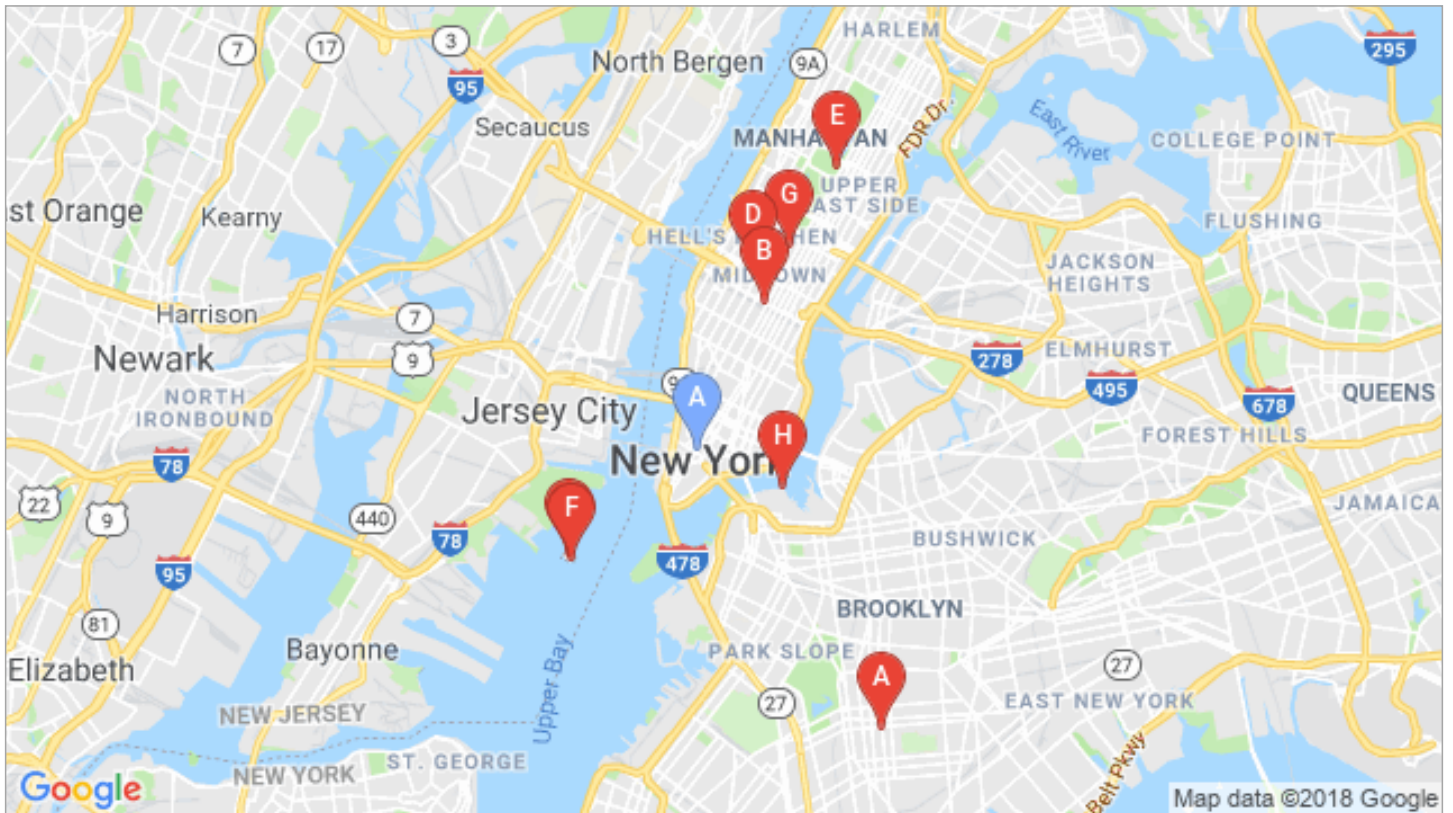 HARLEM
3
17
7
295
North Bergen
9A
95
Secaucus
E
East River
FDR Dr.
MANHATTAN
COLLEGE POINT
UPPER
EAST SIDE
G
D
st Orange
Kearny
FLUSHING
HELL'S KITCHEN
B
MIDTOWN
JACKSON
HEIGHTS
Harrison
7
9
Newark
278
ELMHURST
495
QUEENS
NORTH
IRONBOUND
9
A
678
Jersey City
H
FOREST HILLS
New York
78
22
9
440
F
JAMAICA
78
BUSHWICK
478
95
BROOKLYN
81
Bayonne
PARK SLOPE
Elizabeth
A
27
27
EAST NEW YORK
Upper Bay
NEW JERSEY
NEW YORK
ST. GEORGE
Belt Pkwy
Google
Map data ©2018 Google